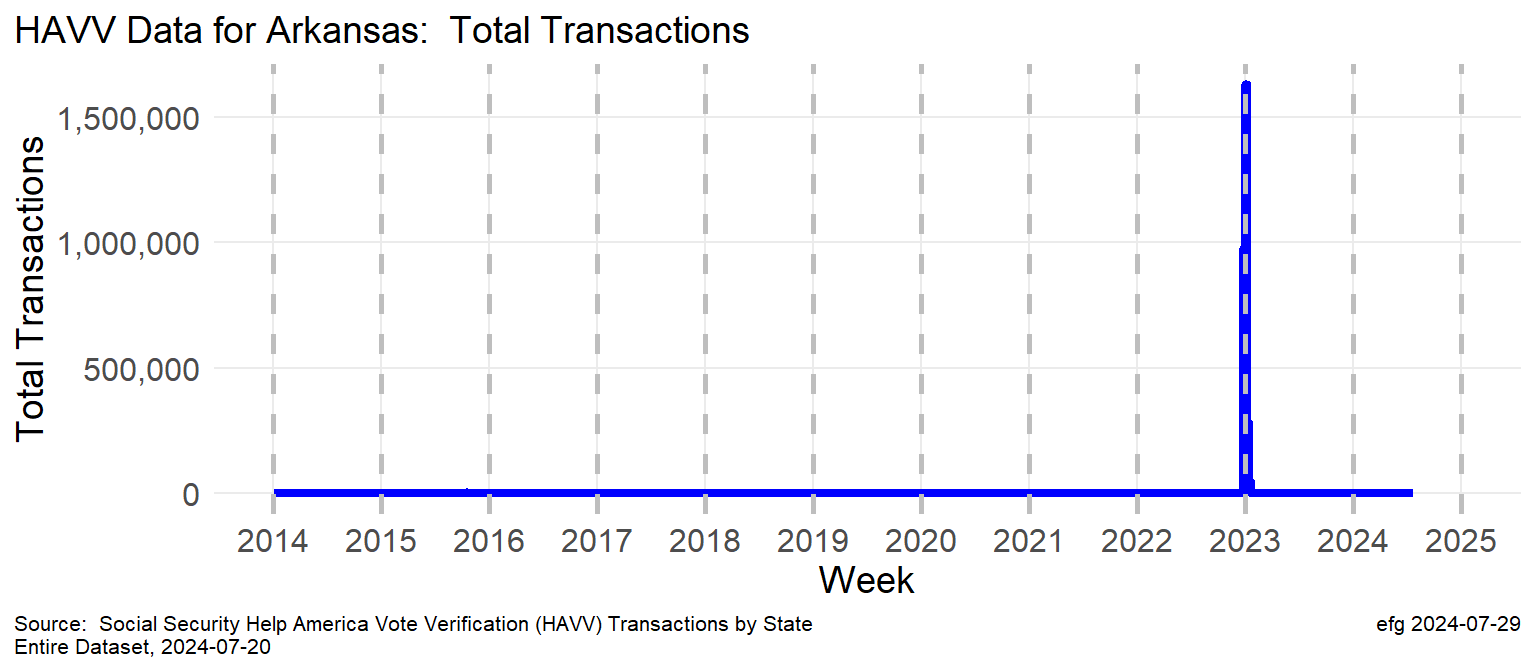 HAVV Data for Arkansas:  Total Transactions
Total Transactions
1,500,000
1,000,000
500,000
0
2014 2015 2016 2017 2018 2019 2020 2021 2022 2023 2024 2025
Week
Source:  Social Security Help America Vote Verification (HAVV) Transactions by State
Entire Dataset, 2024-07-20
efg 2024-07-29